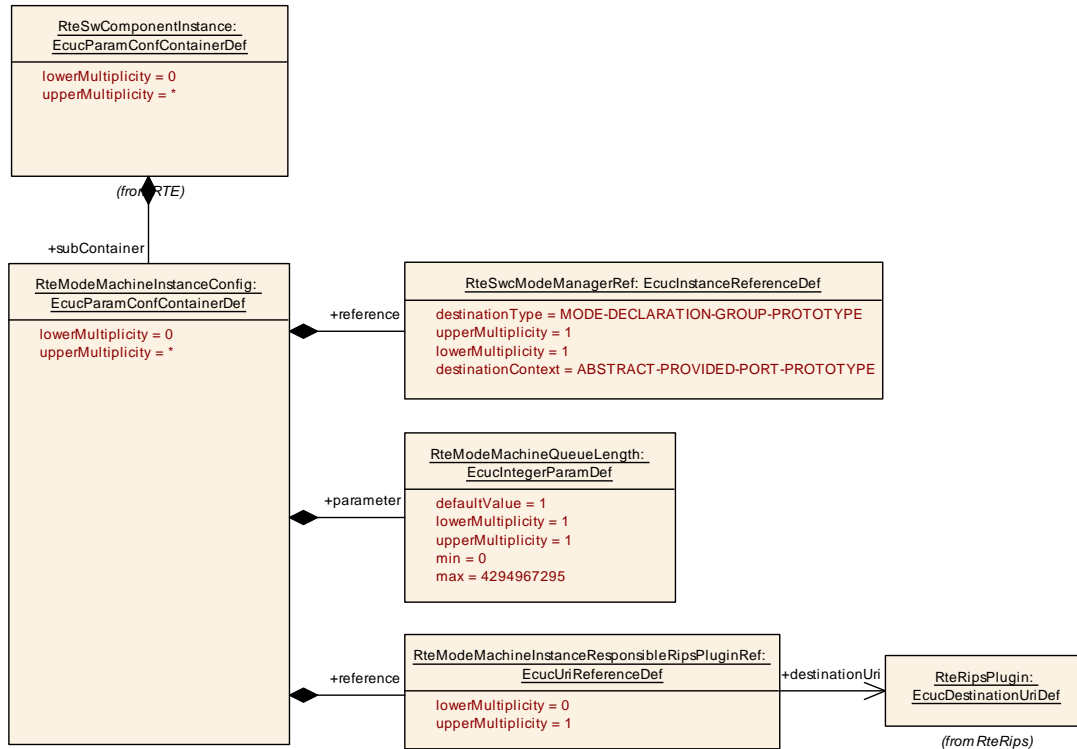 RteSwComponentInstance:
EcucParamConfContainerDef
lowerMultiplicity = 0
upperMultiplicity = *
(from RTE)
+subContainer
RteModeMachineInstanceConfig:
EcucParamConfContainerDef
lowerMultiplicity = 0
upperMultiplicity = *
+reference
RteSwcModeManagerRef: EcucInstanceReferenceDef
destinationType = MODE-DECLARATION-GROUP-PROTOTYPE
upperMultiplicity = 1
lowerMultiplicity = 1
destinationContext = ABSTRACT-PROVIDED-PORT-PROTOTYPE
+parameter
RteModeMachineQueueLength:
EcucIntegerParamDef
defaultValue = 1
lowerMultiplicity = 1
upperMultiplicity = 1
min = 0
max = 4294967295
+reference
RteModeMachineInstanceResponsibleRipsPluginRef:
EcucUriReferenceDef
lowerMultiplicity = 0
upperMultiplicity = 1
+destinationUri
RteRipsPlugin:
EcucDestinationUriDef
(from RteRips)